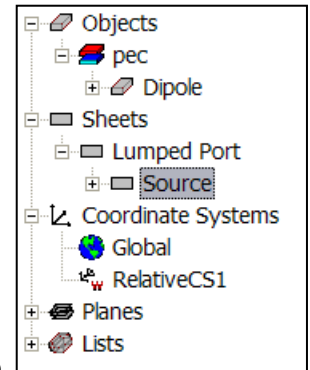 Objects
pec
Dipole
Sheets
Lumped Port
Source
Coordinate Systems
Global
RelativeCS1
Planes
Lists